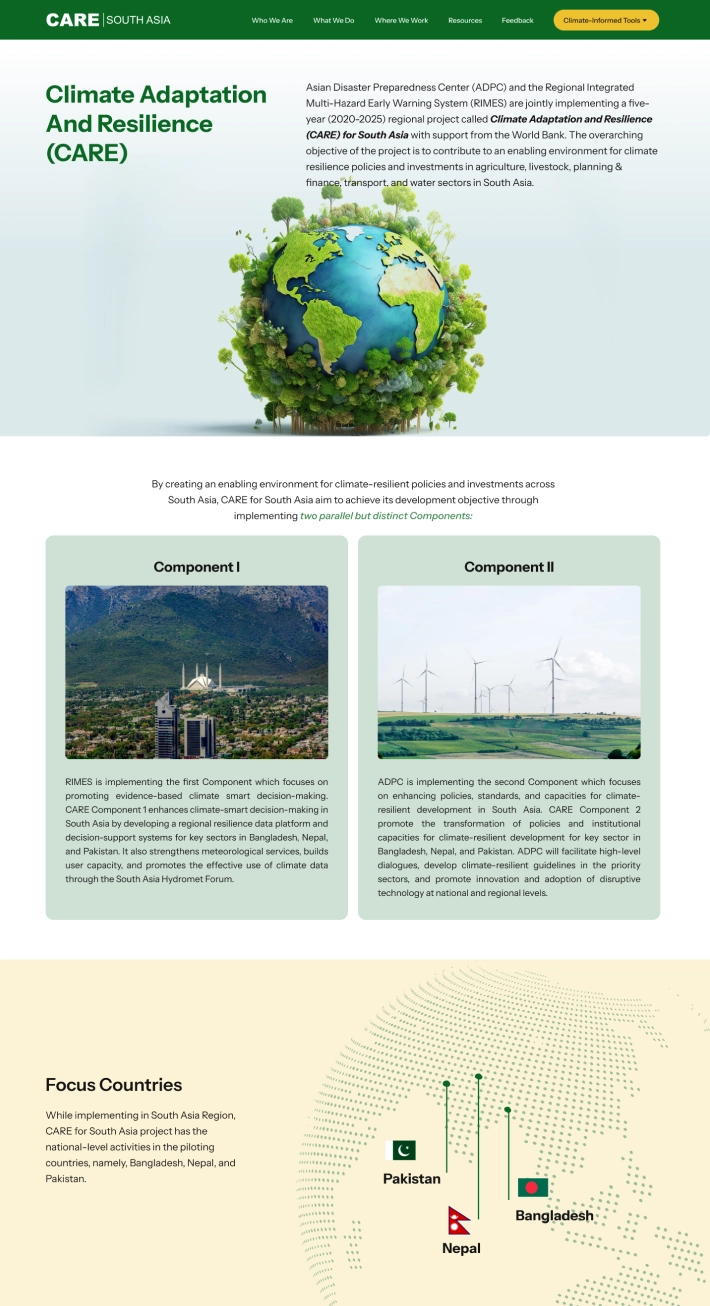 CARE | SOUTH ASIA
Who We Are
What We Do
Where We Work
Resources
Feedback
Climate-Informed Tools
Climate Adaptation
And Resilience
(CARE)
Asian Disaster Preparedness Center (ADPC) and the Regional Integrated
Multi-Hazard Early Warning System (RIMES) are jointly implementing a five-
year (2020-2025) regional project called Climate Adaptation and Resilience
(CARE) for South Asia with support from the World Bank. The overarching
objective of the project is to contribute to an enabling environment for climate
resilience policies and investments in agriculture, livestock, planning &
finance, transport, and water sectors in South Asia.
By creating an enabling environment for climate-resilient policies and investments across
South Asia, CARE for South Asia aim to achieve its development objective through
implementing two parallel but distinct Components:
Component I
RIMES is implementing the first Component which focuses on
promoting evidence-based climate smart decision-making.
CARE Component 1 enhances climate-smart decision-making in
South Asia by developing a regional resilience data platform and
decision-support systems for key sectors in Bangladesh, Nepal,
and Pakistan. It also strengthens meteorological services, builds
user capacity, and promotes the effective use of climate data
through the South Asia Hydromet Forum.
Component II
ADPC is implementing the second Component which focuses
on enhancing policies, standards, and capacities for climate-
resilient development in South Asia. CARE Component 2
promote the transformation of policies and institutional
capacities for climate-resilient development for key sector in
Bangladesh, Nepal, and Pakistan. ADPC will facilitate high-level
dialogues, develop climate-resilient guidelines in the priority
sectors, and promote innovation and adoption of disruptive
technology at national and regional levels.
Focus Countries
While implementing in South Asia Region,
CARE for South Asia project has the
national-level activities in the piloting
countries, namely, Bangladesh, Nepal, and
Pakistan.
Pakistan
Bangladesh
Nepal